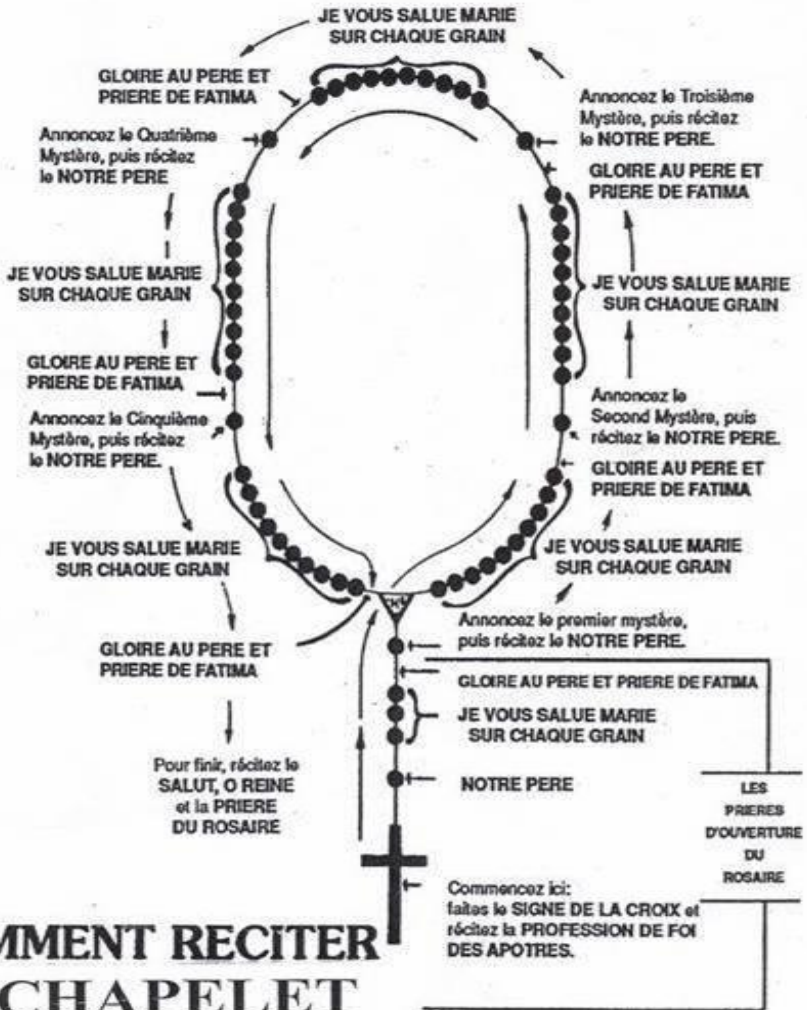 JE VOUS SALUE MARIE
SUR CHAQUE GRAIN
GLOIRE AU PERE ET
PRIERE DE FATIMA
Annoncez le Troisième
Mystère, puis récitez
le NOTRE PERE.
Annoncez le Quatrième
Mystère, puis récitez
le NOTRE PERE
GLOIRE AU PERE ET
PRIERE DE FATIMA
JE VOUS SALUE MARIE
SUR CHAQUE GRAIN
JE VOUS SALUE MARIE
SUR CHAQUE GRAIN
GLOIRE AU PERE ET
PRIERE DE FATIMA
Annoncez le
Second Mystère, puis
récitez le NOTRE PERE.
Annoncez le Cinquième
Mystère, puis récitez
le NOTRE PERE.
GLOIRE AU PERE ET
PRIERE DE FATIMA
JE VOUS SALUE MARIE
SUR CHAQUE GRAIN
JE VOUS SALUE MARIE
SUR CHAQUE GRAIN
Annoncez le premier mystère,
puis récitez le NOTRE PERE.
GLOIRE AU PERE ET
PRIERE DE FATIMA
GLOIRE AU PERE ET PRIERE DE FATIMA
JE VOUS SALUE MARIE
SUR CHAQUE GRAIN
Pour finir, récitez le
SALUT, O REINE
et la PRIERE
DU ROSAIRE
NOTRE PERE
LES
PRIERES
D'OUVERTURE
DU
ROSAIRE
Commencez ici:
faites le SIGNE DE LA CROIX et
récitez la PROFESSION DE FOI
DES APOTRES.
MMENT RECITER
CHAPELET